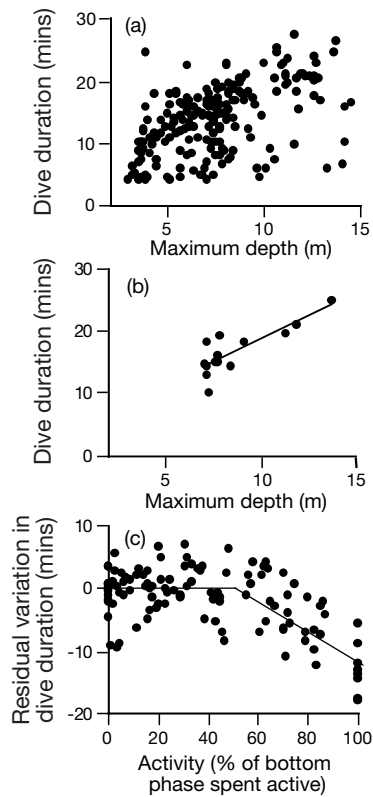 (a)
Dive duration (mins)
30
20
10
0
5
10
15
Maximum depth (m)
(b)
Dive duration (mins)
30
20
10
0
5
10
15
Maximum depth (m)
(c)
Residual variation in
dive duration (mins)
10
0
-10
-20
0
20
40
60
80
100
Activity (% of bottom
phase spent active)